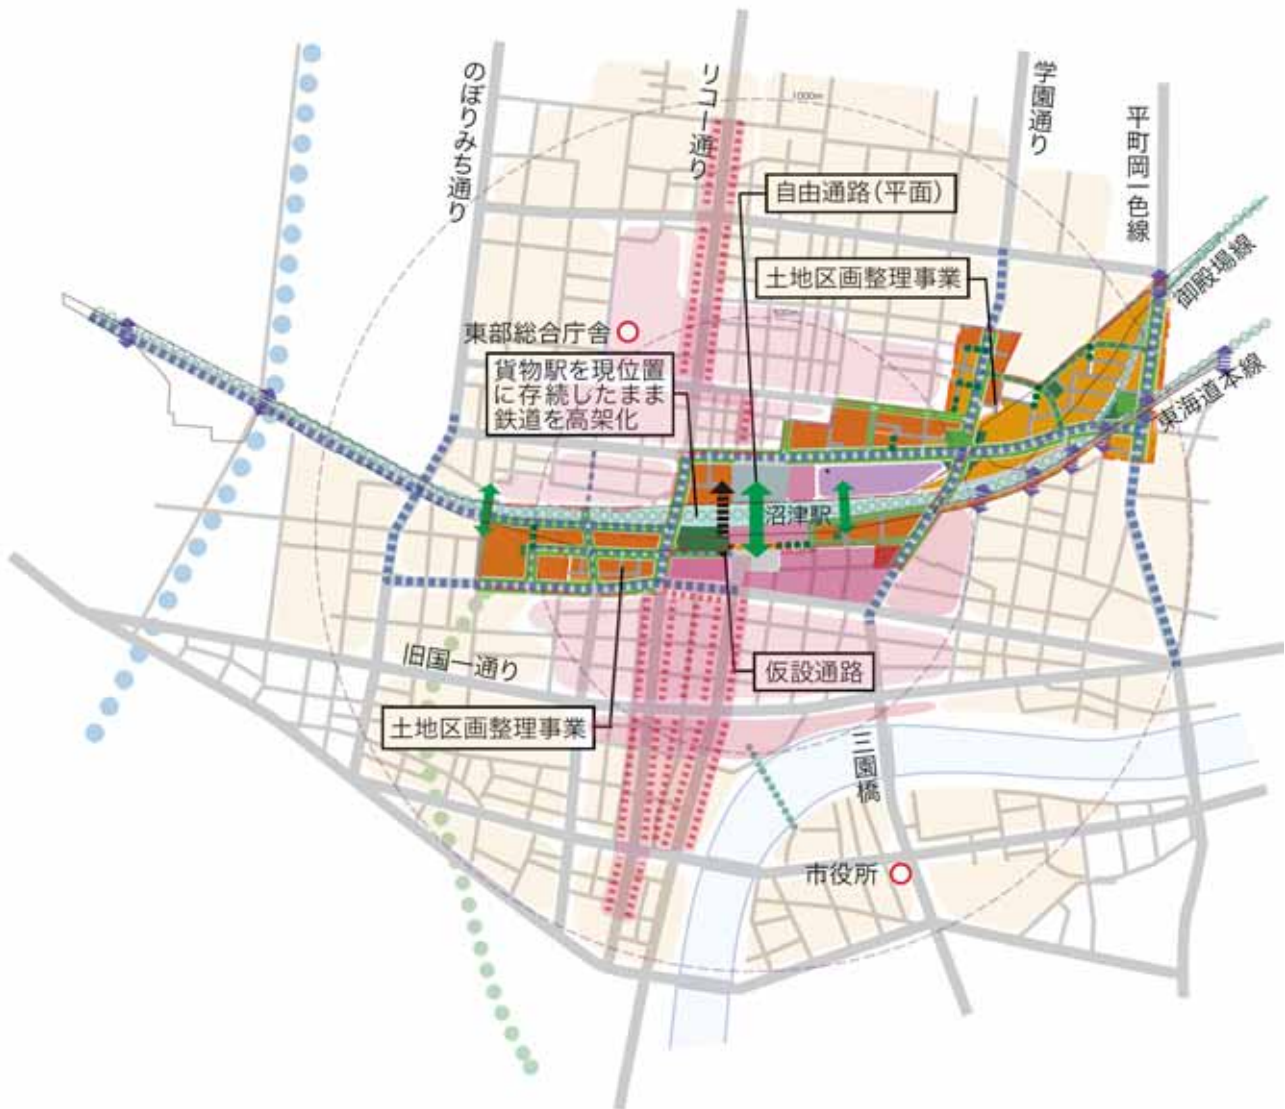 のぼりみち通り
リコー通り
学園通り
平町岡一色線
1000m
自由通路(平面)
土地区画整理事業
御殿場線
500m
東部総合庁舎
貨物駅を現位置
に存続したまま
鉄道を高架化
東海道本線
沼津駅
旧国一通り
仮設通路
土地区画整理事業
三園橋
市役所